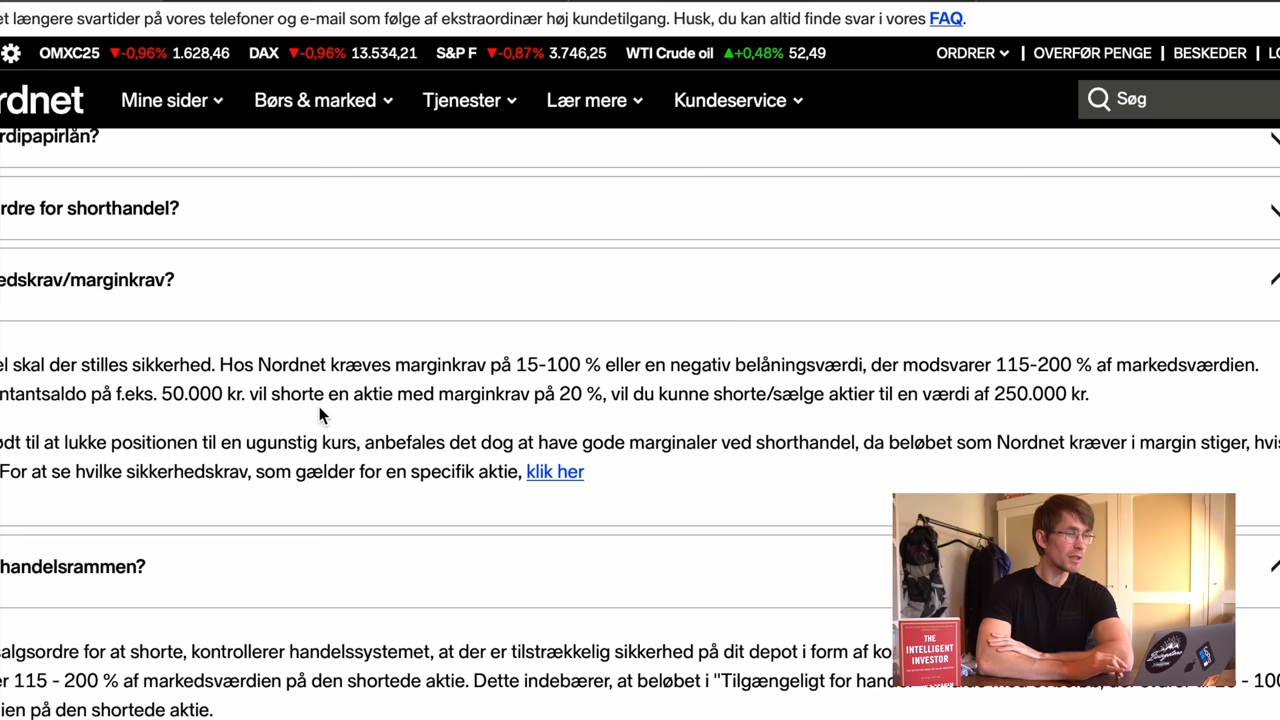 et længere svartider på vores telefoner og e-mail som følge af ekstraordinær høj kundetilgang. Husk, du kan altid finde svar i vores FAQ.
OMXC25 ▼-0,96% 1.628,46 DAX ▼-0,96% 13.534,21 S&P F ▼-0,87% 3.746,25 WTI Crude oil ▲+0,48% 52,49 ORDRER | OVERFØR PENGE | BESKEDER | LO
rdnet Mine sider Børs & marked Tjenester Lær mere Kundeservice Søg
rdipapirlån?
rdre for shorthandel?
edskrav/marginkrav?
el skal der stilles sikkerhed. Hos Nordnet kræves marginkrav på 15-100 % eller en negativ belåningsværdi, der modsvarer 115-200 % af markedsværdien.
ntantsaldo på f.eks. 50.000 kr. vil shorte en aktie med marginkrav på 20 %, vil du kunne shorte/sælge aktier til en værdi af 250.000 kr.
ødt til at lukke positionen til en ugunstig kurs, anbefales det dog at have gode marginaler ved shorthandel, da beløbet som Nordnet kræver i margin stiger, hvis
For at se hvilke sikkerhedskrav, som gælder for en specifik aktie, klik her
handelsrammen?
salgsordre for at shorte, kontrollerer handelssystemet, at der er tilstrækkelig sikkerhed på dit depot i form af ko
er 115 - 200 % af markedsværdien på den shortede aktie. Dette indebærer, at beløbet i "Tilgængeligt for hand - 100
ien på den shortede aktie.
THE
INTELLIGENT
INVESTOR